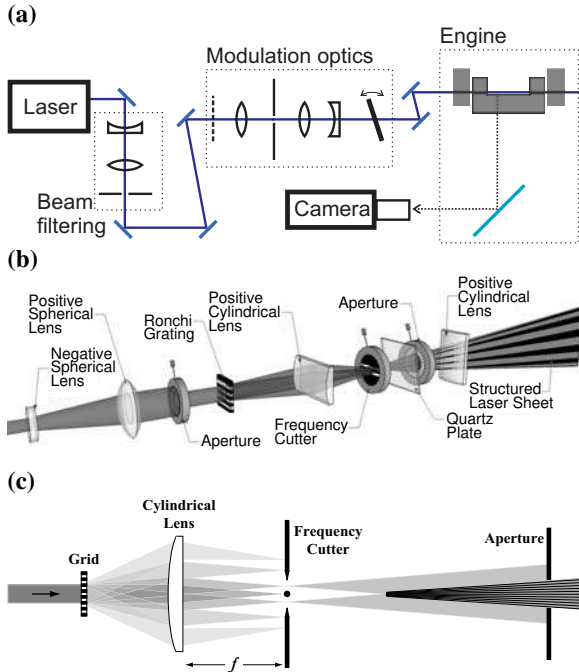 (a)
Engine
Modulation optics
Laser
Beam
filtering
Camera
(b)
Positive
Spherical
Lens
Negative
Spherical
Lens
Ronchi
Grating
Positive
Cylindrical
Lens
Aperture
Positive
Cylindrical
Lens
Aperture
Frequency
Cutter
Quartz
Plate
Structured
Laser Sheet
(c)
Cylindrical
Lens
Grid
Frequency
Cutter
Aperture
f